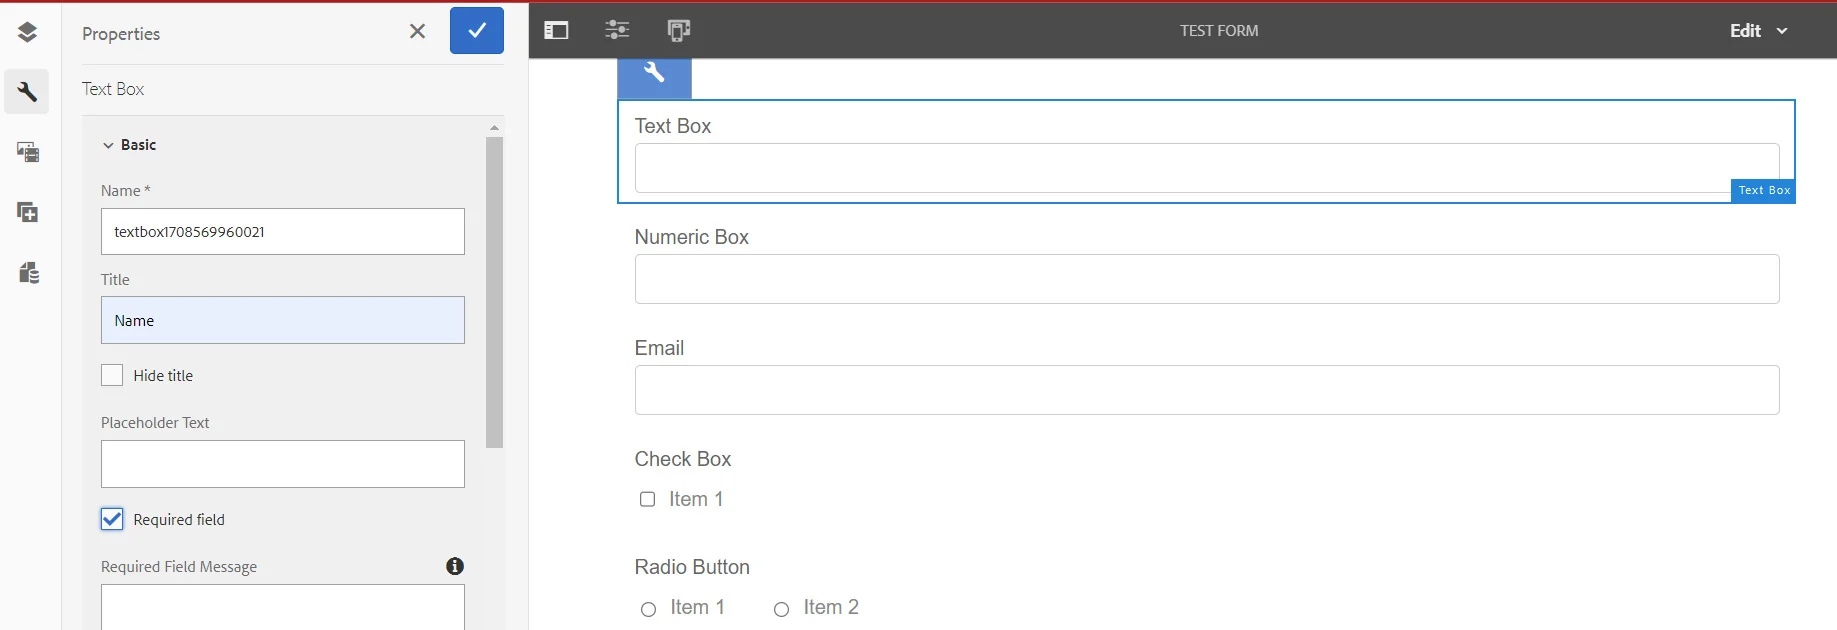 Properties
Text Box
Basic
Name *
textbox1708569960021
Title
Name
Hide title
Placeholder Text
Required field
Required Field Message
TEST FORM
Edit
Text Box
Text Box
Numeric Box
Email
Check Box
Item 1
Radio Button
Item 1 Item 2